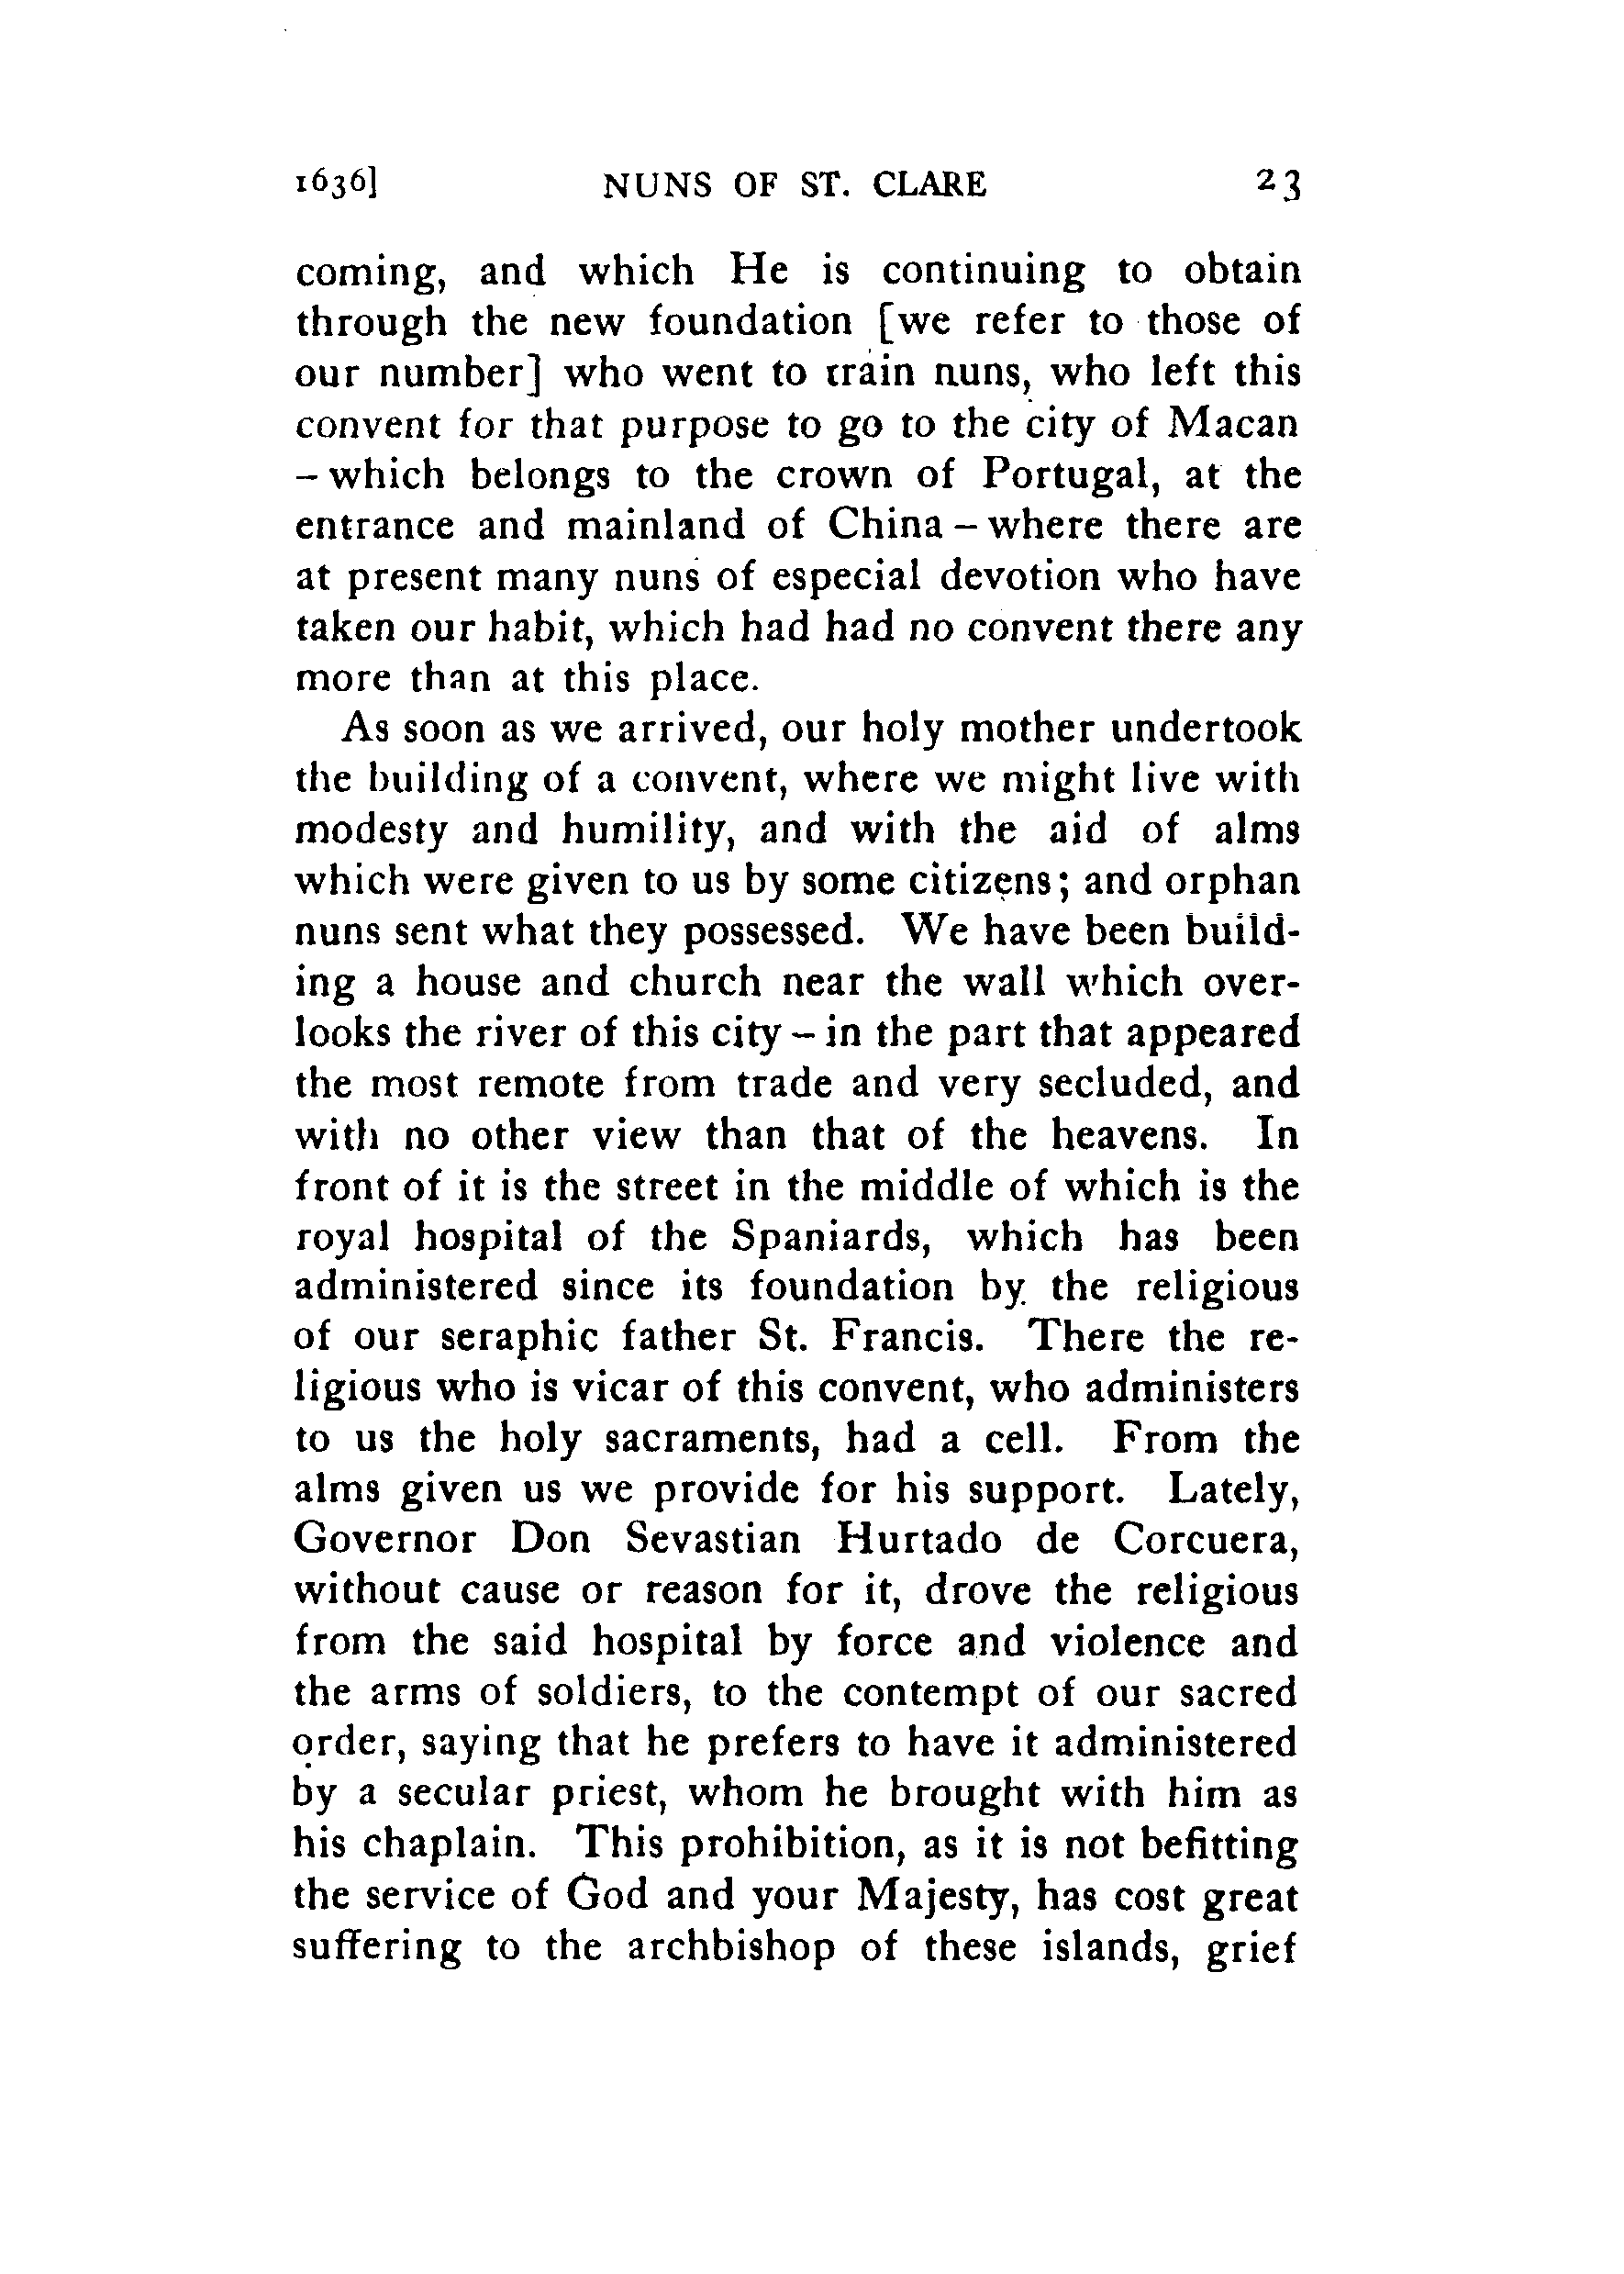 1636] NUNS OF ST. CLARE 23
coming, and which He is continuing to obtain
through the new foundation [we refer to those of
our number] who went to train nuns, who left this
convent for that purpose to go to the city of Macan
– which belongs to the crown of Portugal, at the
entrance and mainland of China – where there are
at present many nuns of especial devotion who have
taken our habit, which had had no convent there any
more than at this place.
As soon as we arrived, our holy mother undertook
the building of a convent, where we might live with
modesty and humility, and with the aid of alms
which were given to us by some citizens; and orphan
nuns sent what they possessed. We have been build-
ing a house and church near the wall which over-
looks the river of this city – in the part that appeared
the most remote from trade and very secluded, and
with no other view than that of the heavens. In
front of it is the street in the middle of which is the
royal hospital of the Spaniards, which has been
administered since its foundation by the religious
of our seraphic father St. Francis. There the re-
ligious who is vicar of this convent, who administers
to us the holy sacraments, had a cell. From the
alms given us we provide for his support. Lately,
Governor Don Sevastian Hurtado de Corcuera,
without cause or reason for it, drove the religious
from the said hospital by force and violence and
the arms of soldiers, to the contempt of our sacred
order, saying that he prefers to have it administered
by a secular priest, whom he brought with him as
his chaplain. This prohibition, as it is not befitting
the service of God and your Majesty, has cost great
suffering to the archbishop of these islands, grief